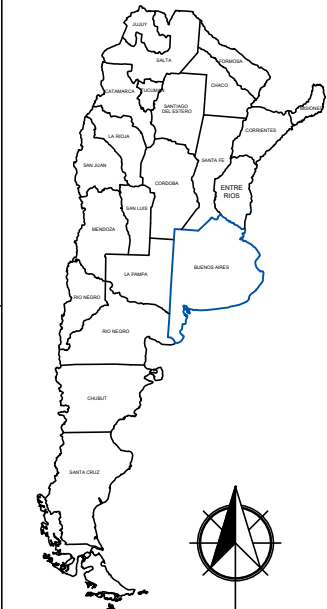 JUJUY
SALTA
FORMOSA
CHACO
CATAMARCA
TUCUMAN
SANTIAGO
DEL ESTERO
MISIONES
CORRIENTES
LA RIOJA
SANTA FE
SAN JUAN
CORDOBA
ENTRE
RIOS
SAN LUIS
MENDOZA
BUENOS AIRES
LA PAMPA
RIO NEGRO
RIO NEGRO
CHUBUT
SANTA CRUZ